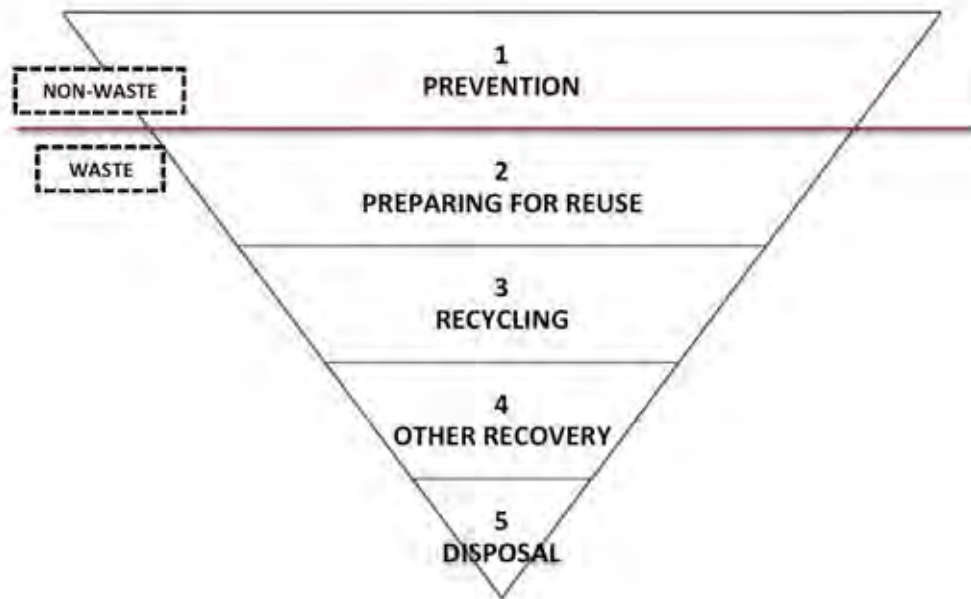 1
PREVENTION
NON-WASTE
WASTE
2
PREPARING FOR REUSE
3
RECYCLING
4
OTHER RECOVERY
5
DISPOSAL